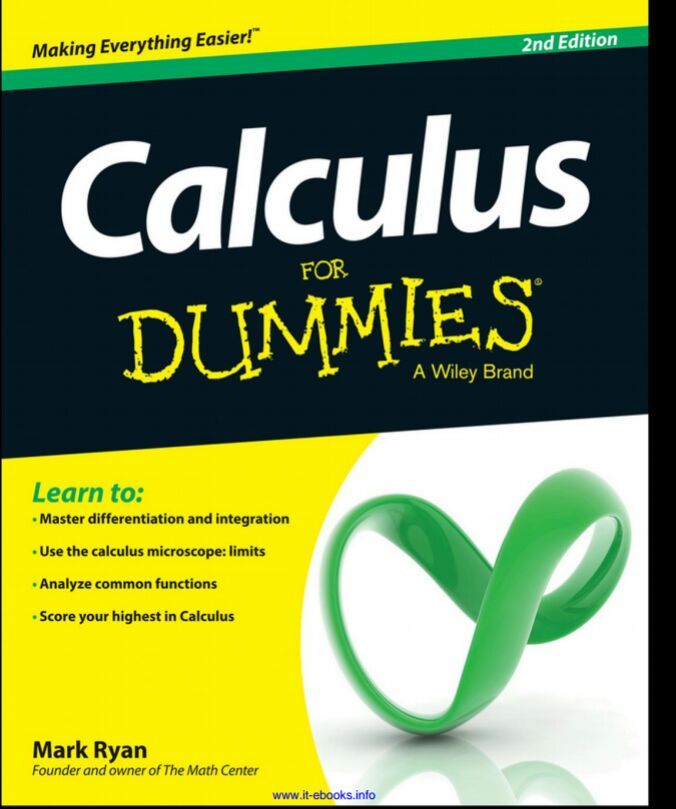 Making Everything Easier!™
2nd Edition
Calculus
FOR
DUMMIES®
A Wiley Brand
Learn to:
• Master differentiation and integration
• Use the calculus microscope: limits
• Analyze common functions
• Score your highest in Calculus
Mark Ryan
Founder and owner of The Math Center
www.it-ebooks.info